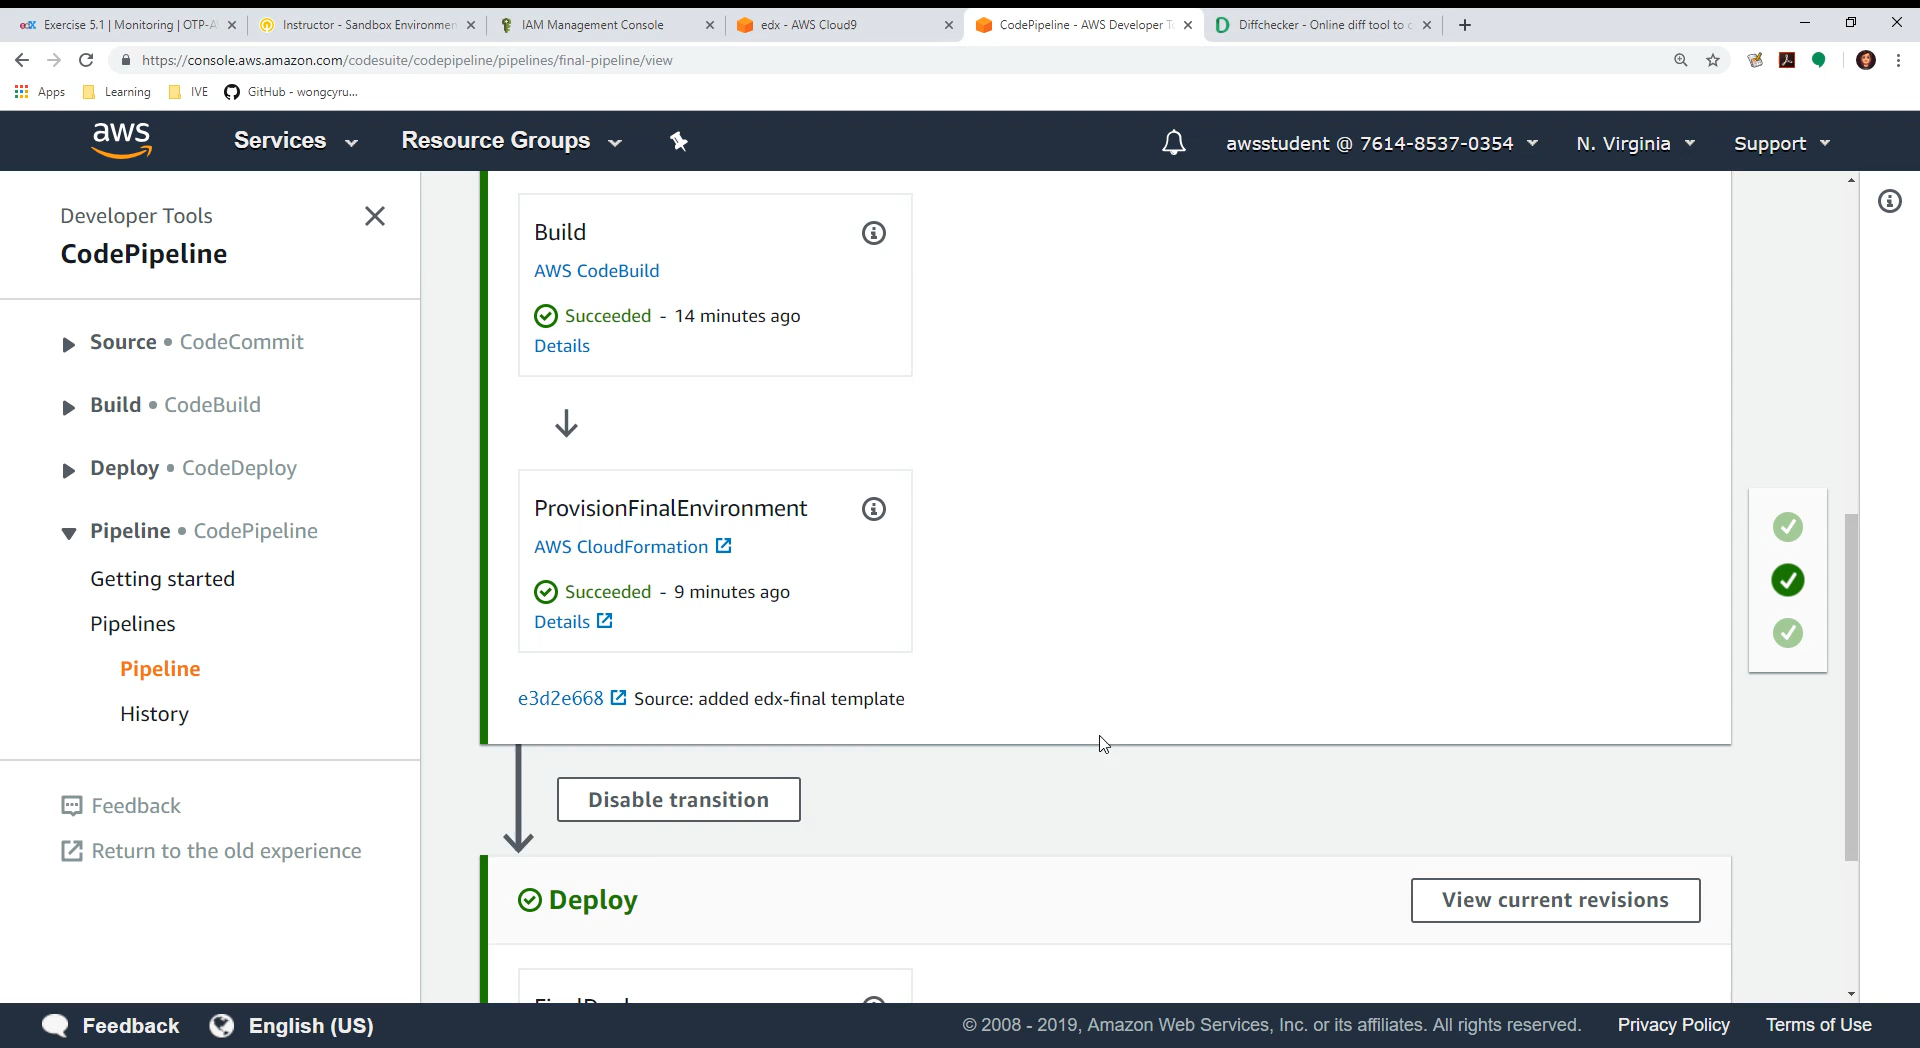 edX Exercise 5.1 | Monitoring | OTP-A
Instructor - Sandbox Environmen
IAM Management Console
edx - AWS Cloud9
CodePipeline - AWS Developer T
Diffchecker - Online diff tool to c
https://console.aws.amazon.com/codesuite/codepipeline/pipelines/final-pipeline/view
Apps
Learning
IVE
GitHub - wongcyru...
aws
Services
Resource Groups
awsstudent @ 7614-8537-0354
N. Virginia
Support
Developer Tools
CodePipeline
Source • CodeCommit
Build • CodeBuild
Deploy • CodeDeploy
Pipeline • CodePipeline
Getting started
Pipelines
Pipeline
History
Feedback
Return to the old experience
Build
AWS CodeBuild
Succeeded - 14 minutes ago
Details
ProvisionFinalEnvironment
AWS CloudFormation
Succeeded - 9 minutes ago
Details
e3d2e668 Source: added edx-final template
Disable transition
Deploy
View current revisions
Feedback
English (US)
© 2008 - 2019, Amazon Web Services, Inc. or its affiliates. All rights reserved.
Privacy Policy
Terms of Use